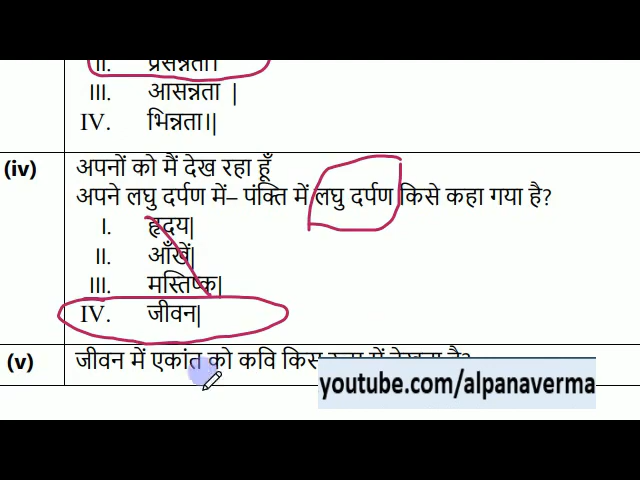 II. प्रसन्नता।
III. आसन्नता |
IV. भिन्नता।|
(iv) अपनों को मैं देख रहा हूँ
अपने लघु दर्पण में– पंक्ति में लघु दर्पण किसे कहा गया है?
I. हृदय|
II. आँखें|
III. मस्तिष्क|
IV. जीवन|
(v) जीवन में एकांत को कवि किस में
youtube.com/alpanaverma